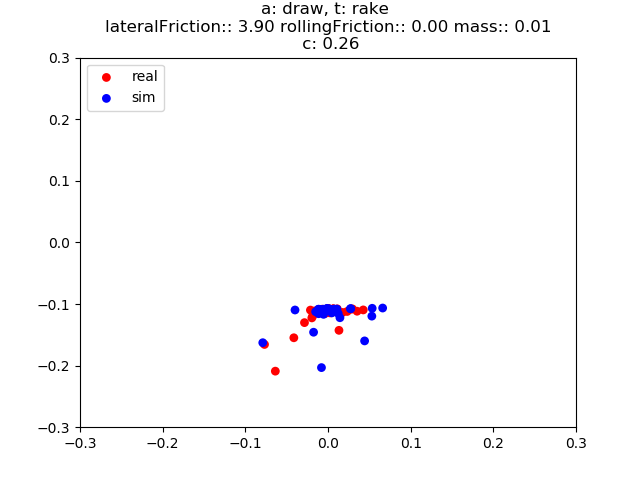 a: draw, t: rake
lateralFriction:: 3.90 rollingFriction:: 0.00 mass:: 0.01
c: 0.26
real
sim
0.3
0.2
0.1
0.0
−0.1
−0.2
−0.3
−0.3 −0.2 −0.1 0.0 0.1 0.2 0.3